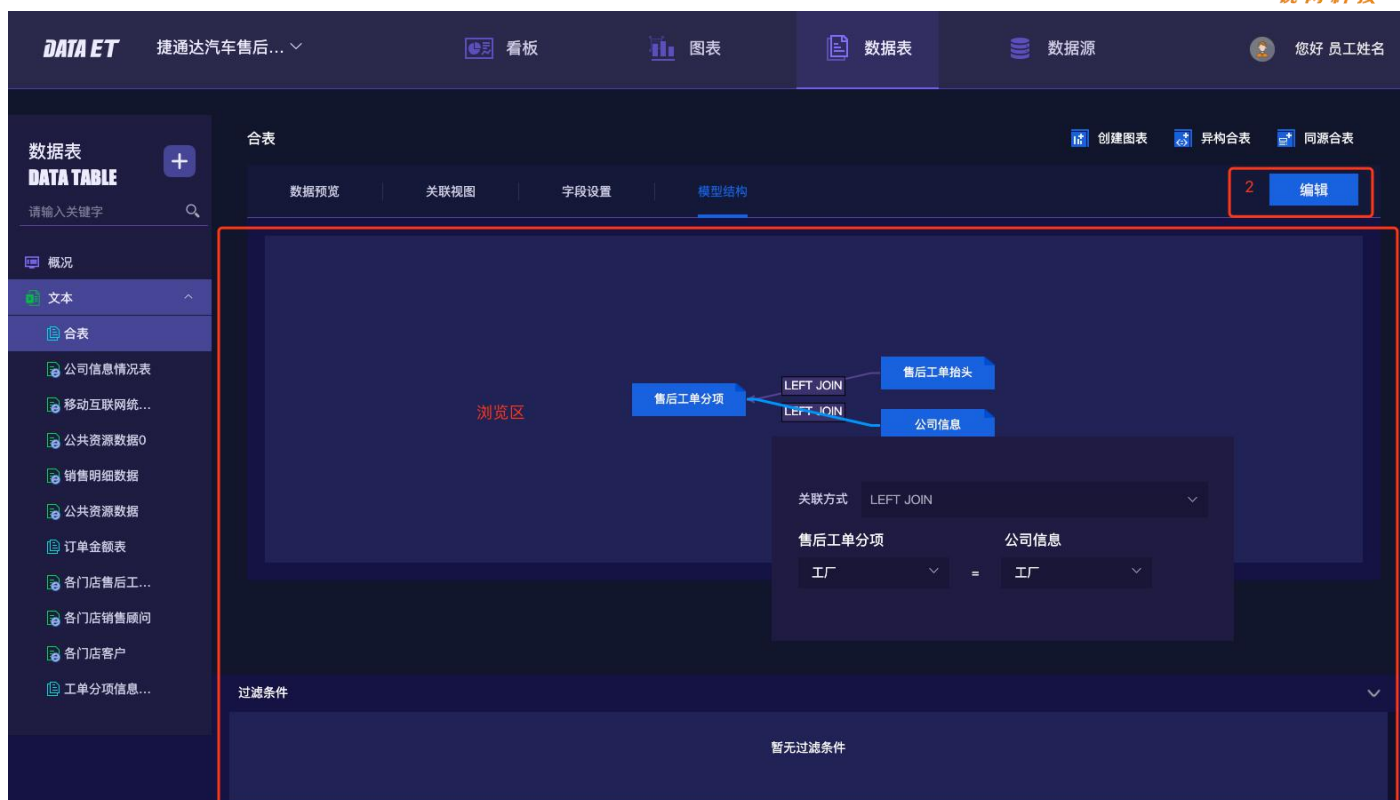 DATA ET
捷通达汽车售后...
看板
图表
数据表
数据源
您好 员工姓名
数据表
DATA TABLE
请输入关键字
概况
文本
合表
公司信息情况表
移动互联网统...
公共资源数据0
销售明细数据
公共资源数据
订单金额表
各门店售后工...
各门店销售顾问
各门店客户
工单分项信息...
合表
创建图表
异构合表
同源合表
数据预览
关联视图
字段设置
模型结构
2
编辑
浏览区
售后工单分项
LEFT JOIN
LEFT JOIN
售后工单抬头
公司信息
关联方式 LEFT JOIN
售后工单分项 公司信息
工厂 = 工厂
过滤条件
暂无过滤条件